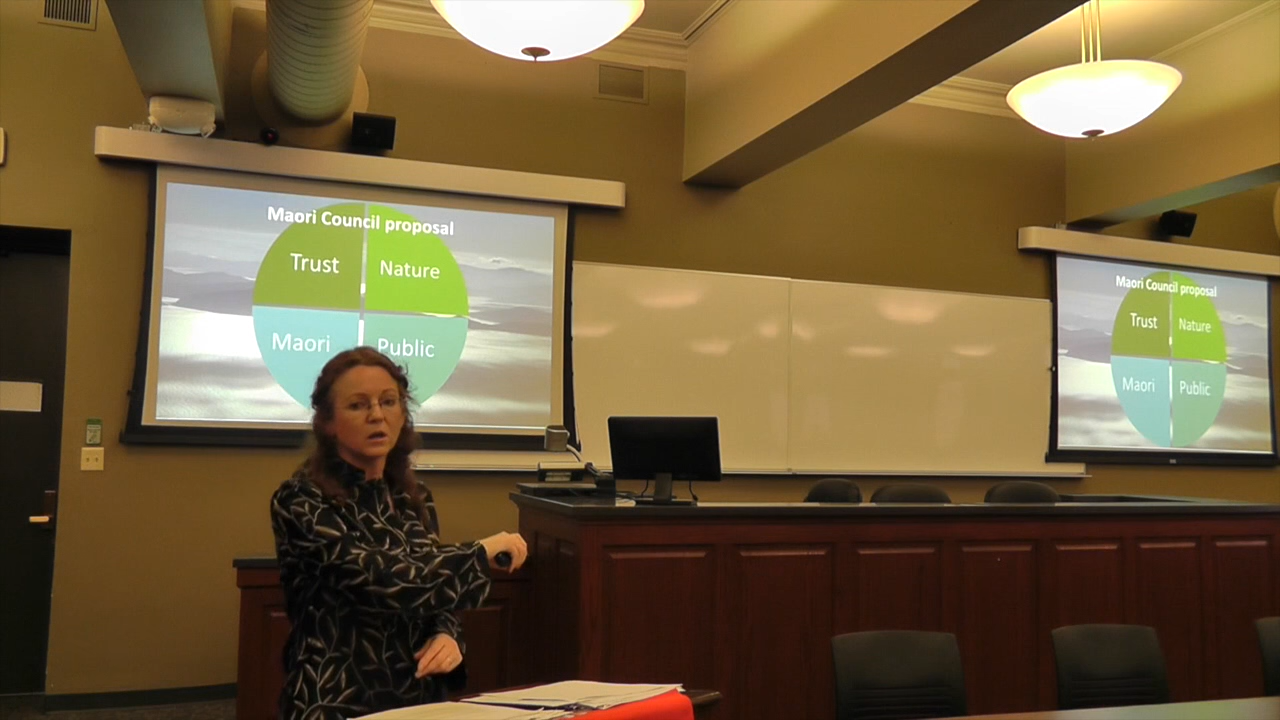 Maori Council proposal
Trust
Nature
Maori
Public
Maori Council proposal
Trust
Nature
Maori
Public